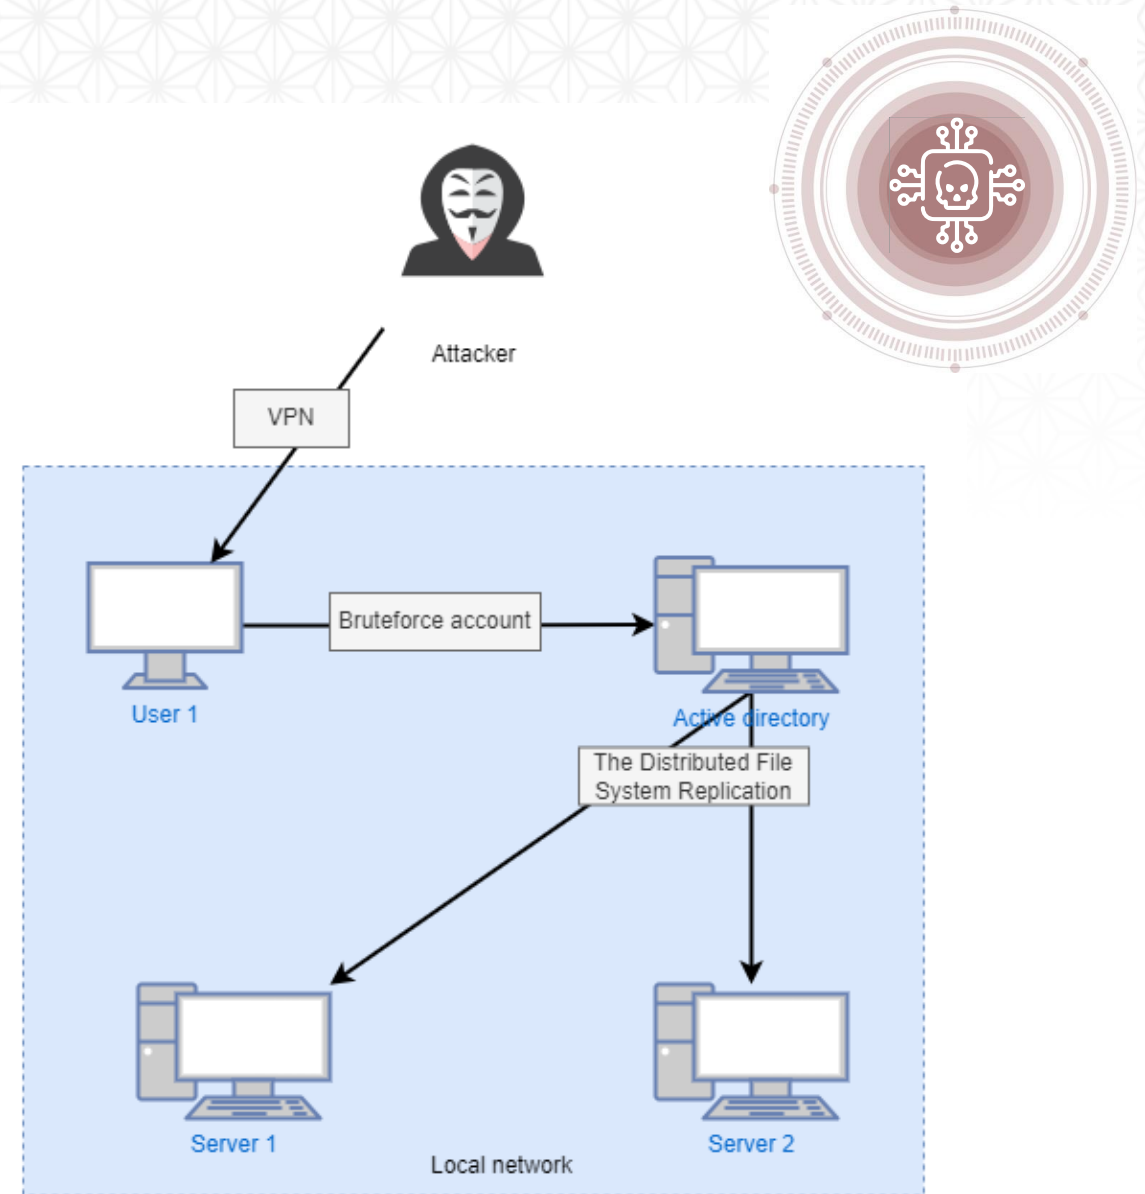 Attacker
VPN
Bruteforce account
User 1
Active directory
The Distributed File
System Replication
Server 1
Server 2
Local network